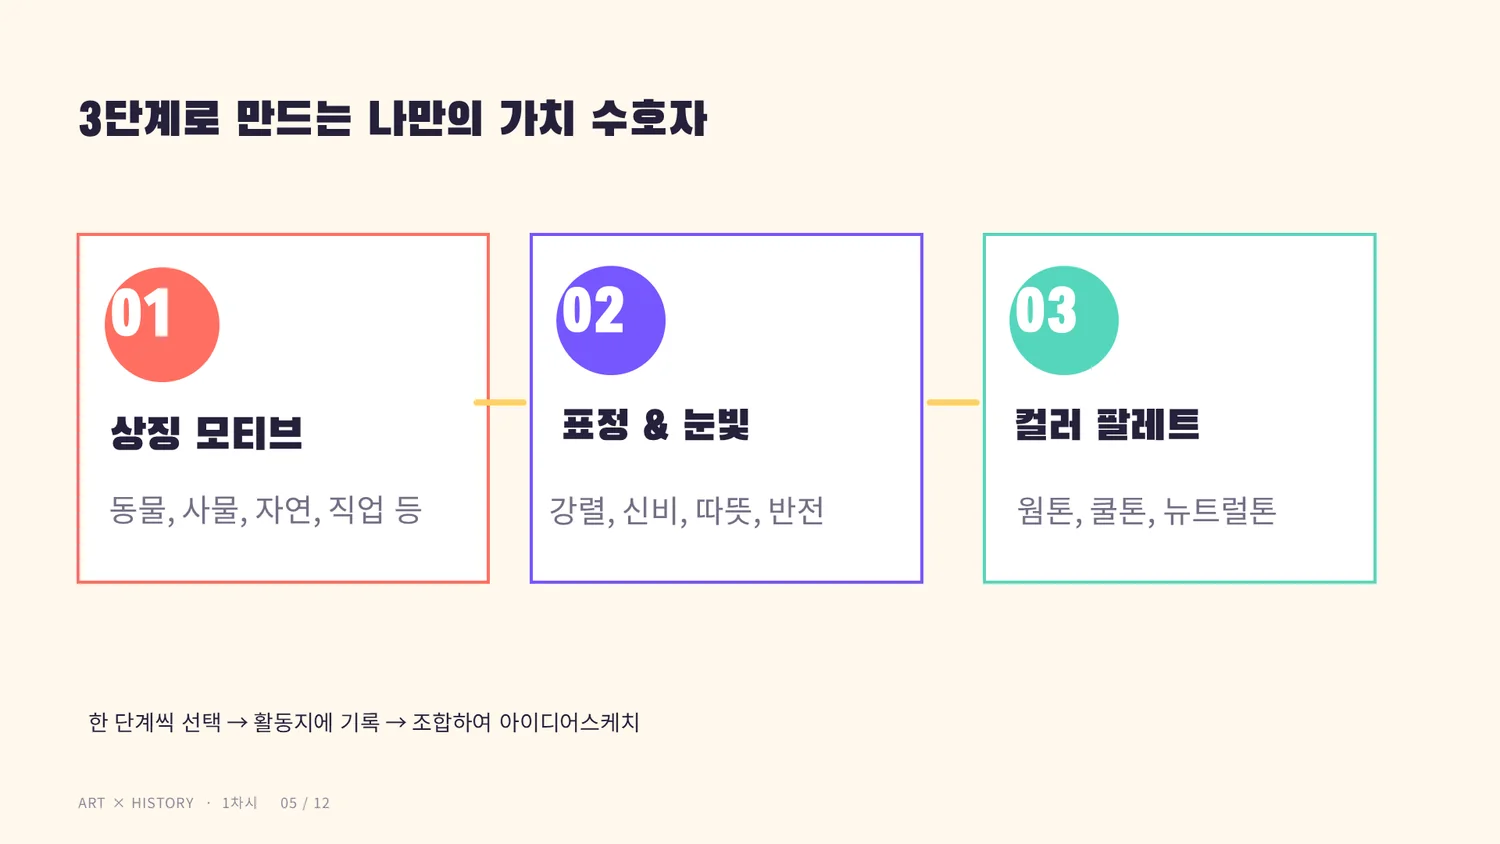 3단계로 만드는 나만의 가치 수호자
01
상징 모티브
동물, 사물, 자연, 직업 등
02
표정 & 눈빛
강렬, 신비, 따뜻, 반전
03
컬러 팔레트
웜톤, 쿨톤, 뉴트럴톤
한 단계씩 선택 → 활동지에 기록 → 조합하여 아이디어스케치
ART × HISTORY · 1차시 05 / 12